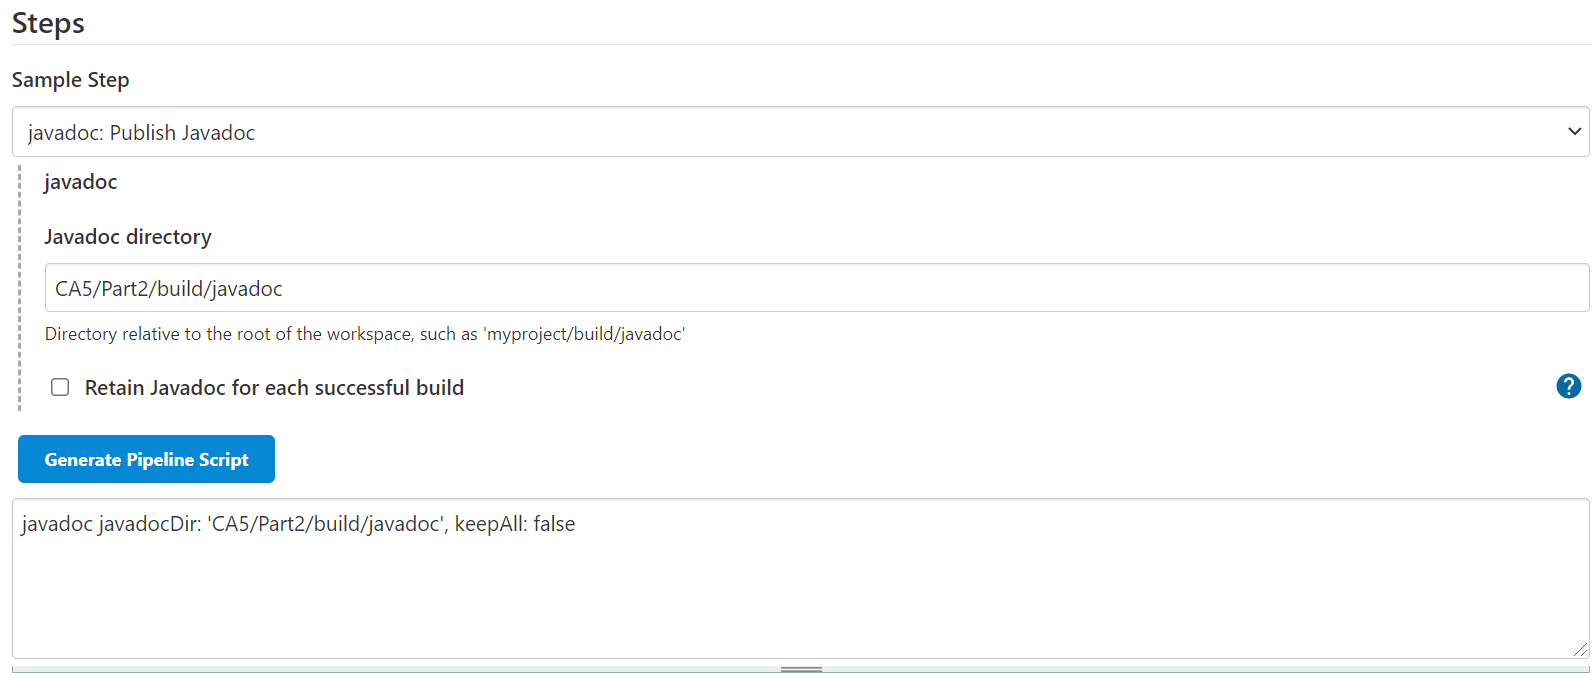 Steps
Sample Step
javadoc: Publish Javadoc
javadoc
Javadoc directory
CA5/Part2/build/javadoc
Directory relative to the root of the workspace, such as 'myproject/build/javadoc'
Retain Javadoc for each successful build
?
Generate Pipeline Script
javadoc javadocDir: 'CA5/Part2/build/javadoc', keepAll: false